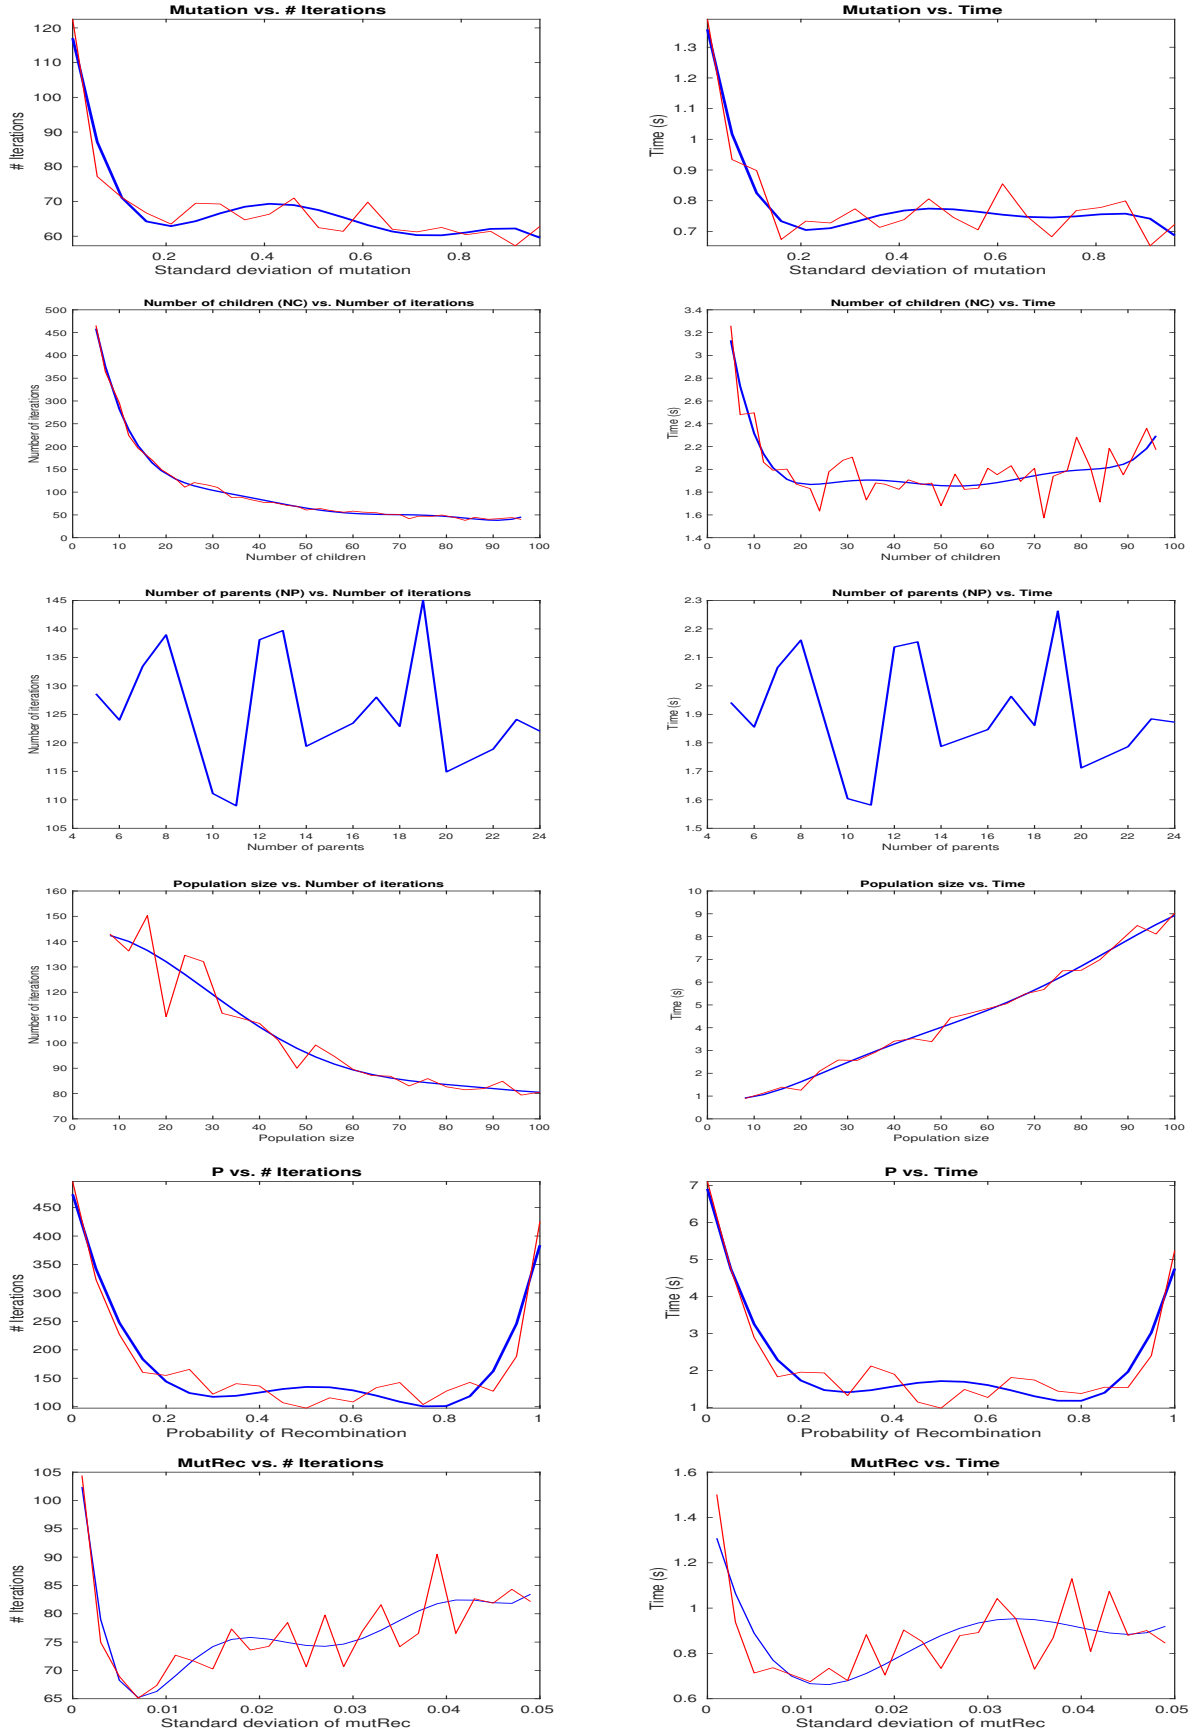 Mutation vs. # Iterations
120
110
100
90
80
70
60
# Iterations
0.2 0.4 0.6 0.8
Standard deviation of mutation
Mutation vs. Time
1.3
1.2
1.1
1
0.9
0.8
0.7
Time (s)
0.2 0.4 0.6 0.8
Standard deviation of mutation
Number of children (NC) vs. Number of iterations
500
450
400
350
300
250
200
150
100
50
0
Number of iterations
0 10 20 30 40 50 60 70 80 90 100
Number of children
Number of children (NC) vs. Time
3.4
3.2
3
2.8
2.6
2.4
2.2
2
1.8
1.6
1.4
Time (s)
0 10 20 30 40 50 60 70 80 90 100
Number of children
Number of parents (NP) vs. Number of iterations
145
140
135
130
125
120
115
110
105
Number of iterations
4 6 8 10 12 14 16 18 20 22 24
Number of parents
Number of parents (NP) vs. Time
2.3
2.2
2.1
2
1.9
1.8
1.7
1.6
1.5
Time (s)
4 6 8 10 12 14 16 18 20 22 24
Number of parents
Population size vs. Number of iterations
160
150
140
130
120
110
100
90
80
70
Number of iterations
0 10 20 30 40 50 60 70 80 90 100
Population size
Population size vs. Time
10
9
8
7
6
5
4
3
2
1
0
Time (s)
0 10 20 30 40 50 60 70 80 90 100
Population size
P vs. # Iterations
450
400
350
300
250
200
150
100
# Iterations
0 0.2 0.4 0.6 0.8 1
Probability of Recombination
P vs. Time
7
6
5
4
3
2
1
Time (s)
0 0.2 0.4 0.6 0.8 1
Probability of Recombination
MutRec vs. # Iterations
105
100
95
90
85
80
75
70
65
# Iterations
0 0.01 0.02 0.03 0.04 0.05
Standard deviation of mutRec
MutRec vs. Time
1.6
1.4
1.2
1
0.8
0.6
Time (s)
0 0.01 0.02 0.03 0.04 0.05
Standard deviation of mutRec